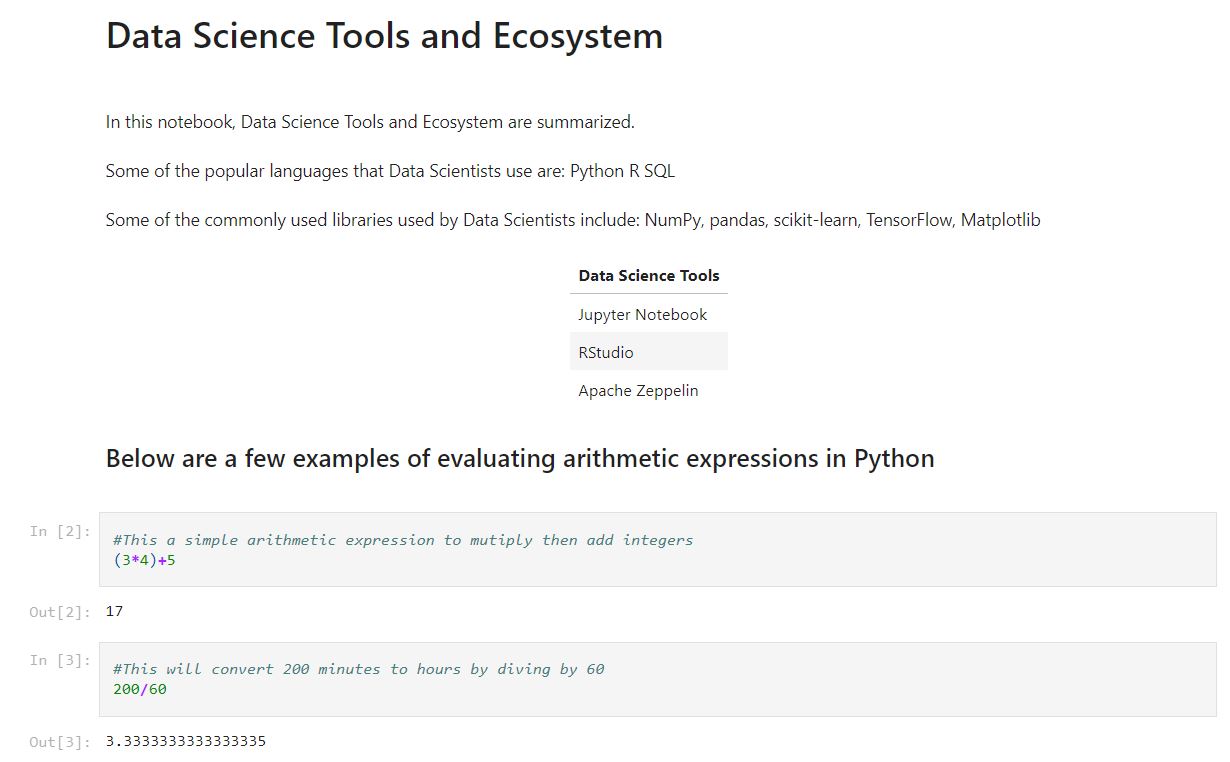 Data Science Tools and Ecosystem
In this notebook, Data Science Tools and Ecosystem are summarized.
Some of the popular languages that Data Scientists use are: Python R SQL
Some of the commonly used libraries used by Data Scientists include: NumPy, pandas, scikit-learn, TensorFlow, Matplotlib
Data Science Tools
Jupyter Notebook
RStudio
Apache Zeppelin
Below are a few examples of evaluating arithmetic expressions in Python
In [2]:
#This a simple arithmetic expression to mutiply then add integers
(3*4)+5
Out[2]: 17
In [3]:
#This will convert 200 minutes to hours by diving by 60
200/60
Out[3]: 3.3333333333333335